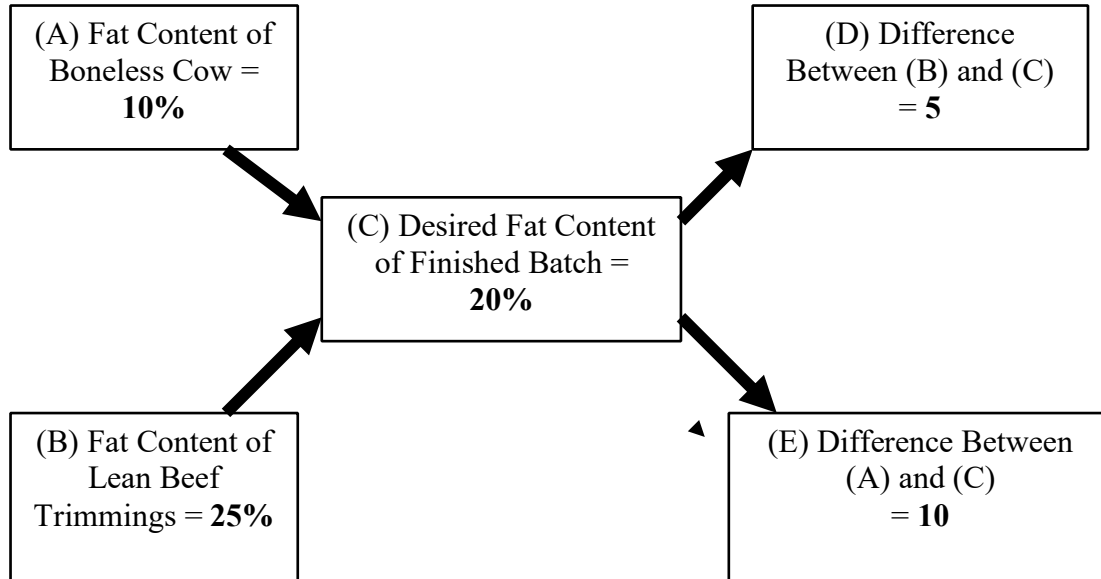 (A) Fat Content of
Boneless Cow =
10%
(D) Difference
Between (B) and (C)
= 5
(C) Desired Fat Content
of Finished Batch =
20%
(B) Fat Content of
Lean Beef
Trimmings = 25%
(E) Difference Between
(A) and (C)
= 10